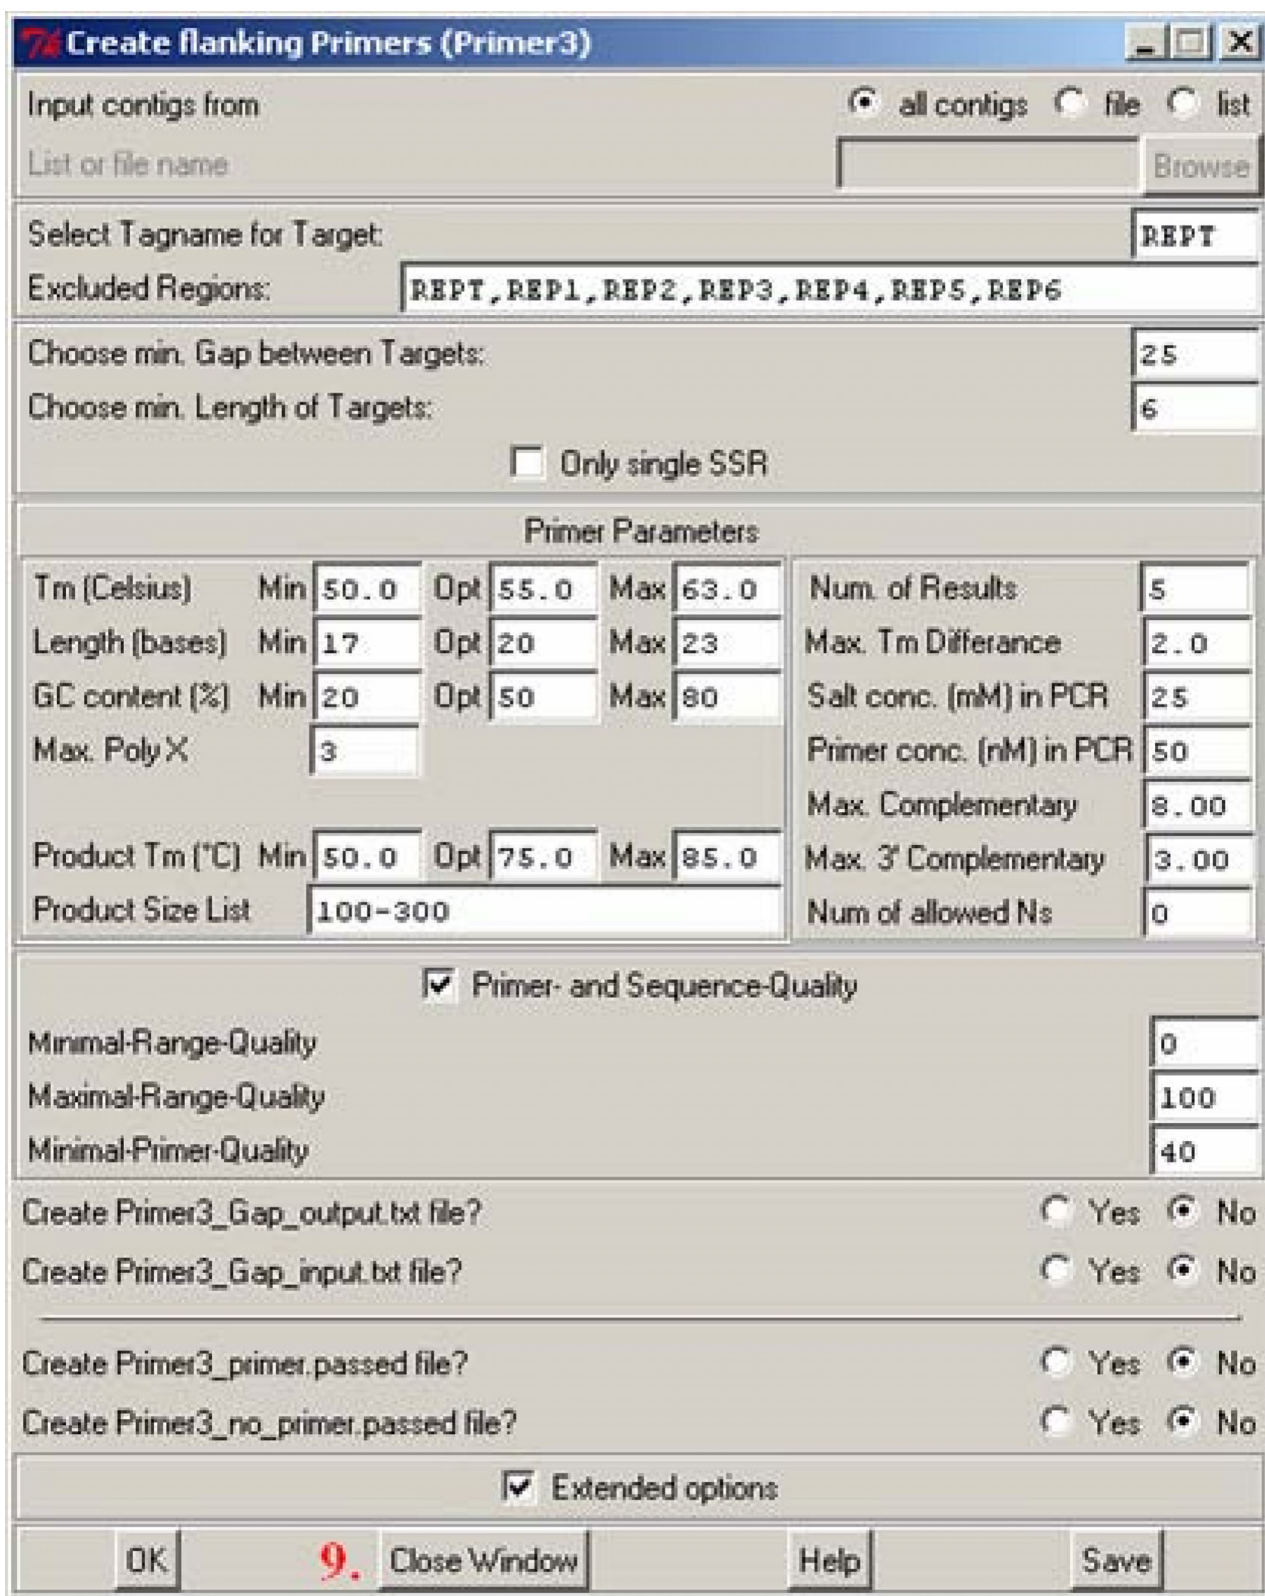 Create flanking Primers (Primer3)
Input contigs from all contigs file list
List or file name Browse
Select Tagname for Target: REPT
Excluded Regions: REPT,REP1,REP2,REP3,REP4,REP5,REP6
Choose min. Gap between Targets: 25
Choose min. Length of Targets: 6
Only single SSR
Primer Parameters
Tm (Celsius) Min 50.0 Opt 55.0 Max 63.0
Length (bases) Min 17 Opt 20 Max 23
GC content (%) Min 20 Opt 50 Max 80
Max. Poly X 3
Product Tm (°C) Min 50.0 Opt 75.0 Max 85.0
Product Size List 100-300
Num. of Results 5
Max. Tm Differance 2.0
Salt conc. (mM) in PCR 25
Primer conc. (nM) in PCR 50
Max. Complementary 8.00
Max. 3' Complementary 3.00
Num of allowed Ns 0
Primer- and Sequence-Quality
Minimal-Range-Quality 0
Maximal-Range-Quality 100
Minimal-Primer-Quality 40
Create Primer3_Gap_output.txt file? Yes No
Create Primer3_Gap_input.txt file? Yes No
Create Primer3_primer.passed file? Yes No
Create Primer3_no_primer.passed file? Yes No
Extended options
OK 9. Close Window Help Save